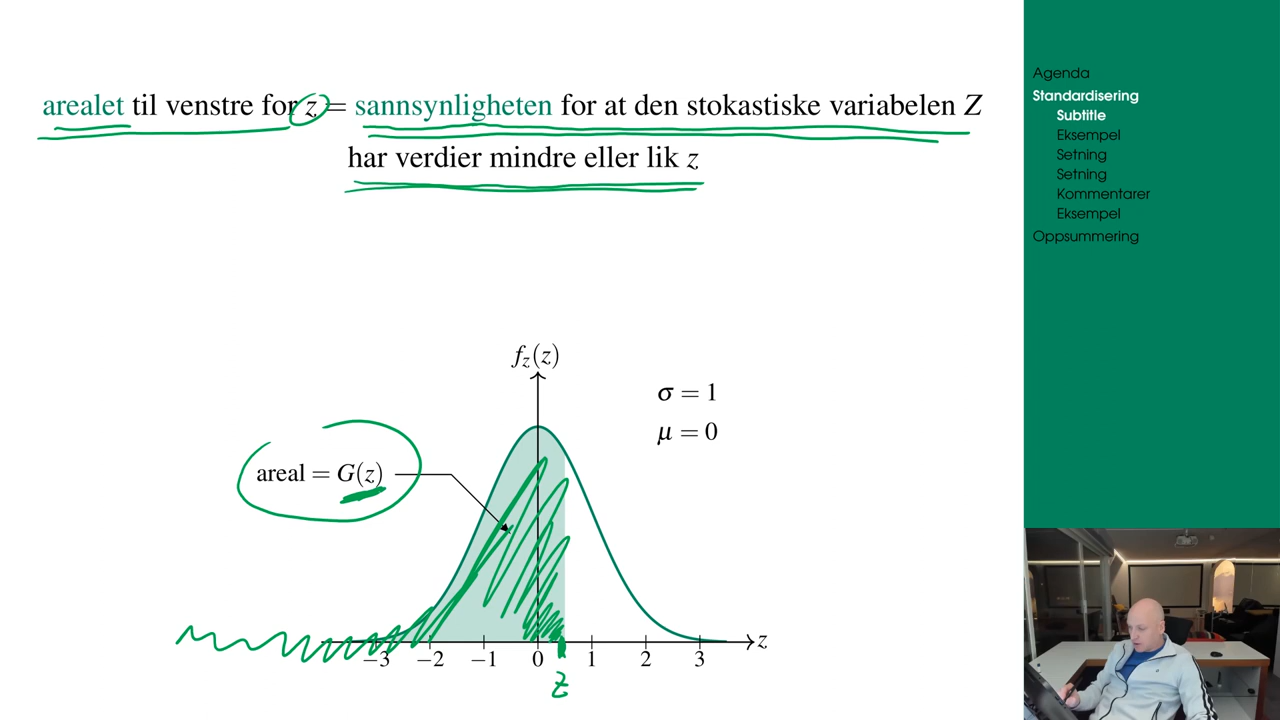 arealet til venstre for z = sannsynligheten for at den stokastiske variabelen Z
har verdier mindre eller lik z
f_z(z)
σ = 1
μ = 0
areal = G(z)
−3 −2 −1 0 1 2 3 z
z
Agenda
Standardisering
Subtitle
Eksempel
Setning
Setning
Kommentarer
Eksempel
Oppsummering